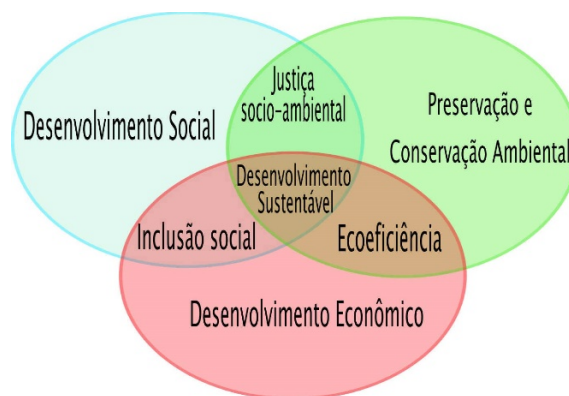 Justiça
socio-ambiental
Desenvolvimento Social
Preservação e
Conservação Ambiental
Desenvolvimento
Sustentável
Inclusão social
Ecoeficiência
Desenvolvimento Econômico